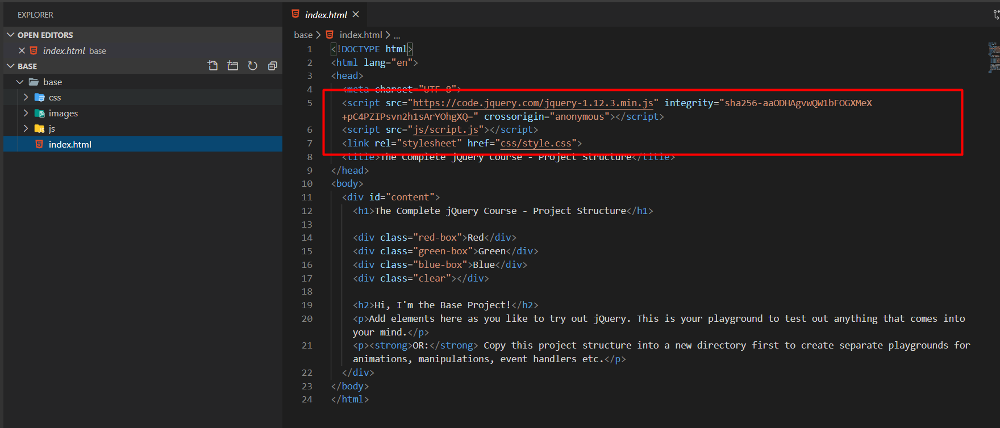 EXPLORER
OPEN EDITORS
index.html base
BASE
base
css
images
js
index.html
index.html
base > index.html > ...
1 <!DOCTYPE html>
2 <html lang="en">
3 <head>
4 <meta charset="UTF-8">
5 <script src="https://code.jquery.com/jquery-1.12.3.min.js" integrity="sha256-aaODHAgvwQW1bFOGXMeX
+pC4PZIPsvn2h1sArYOhgXQ=" crossorigin="anonymous"></script>
6 <script src="js/script.js"></script>
7 <link rel="stylesheet" href="css/style.css">
8 <title>The Complete jQuery Course - Project Structure</title>
9 </head>
10 <body>
11 <div id="content">
12 <h1>The Complete jQuery Course - Project Structure</h1>
13
14 <div class="red-box">Red</div>
15 <div class="green-box">Green</div>
16 <div class="blue-box">Blue</div>
17 <div class="clear"></div>
18
19 <h2>Hi, I'm the Base Project!</h2>
20 <p>Add elements here as you like to try out jQuery. This is your playground to test out anything that comes into
your mind.</p>
21 <p><strong>OR:</strong> Copy this project structure into a new directory first to create separate playgrounds for
animations, manipulations, event handlers etc.</p>
22 </div>
23 </body>
24 </html>